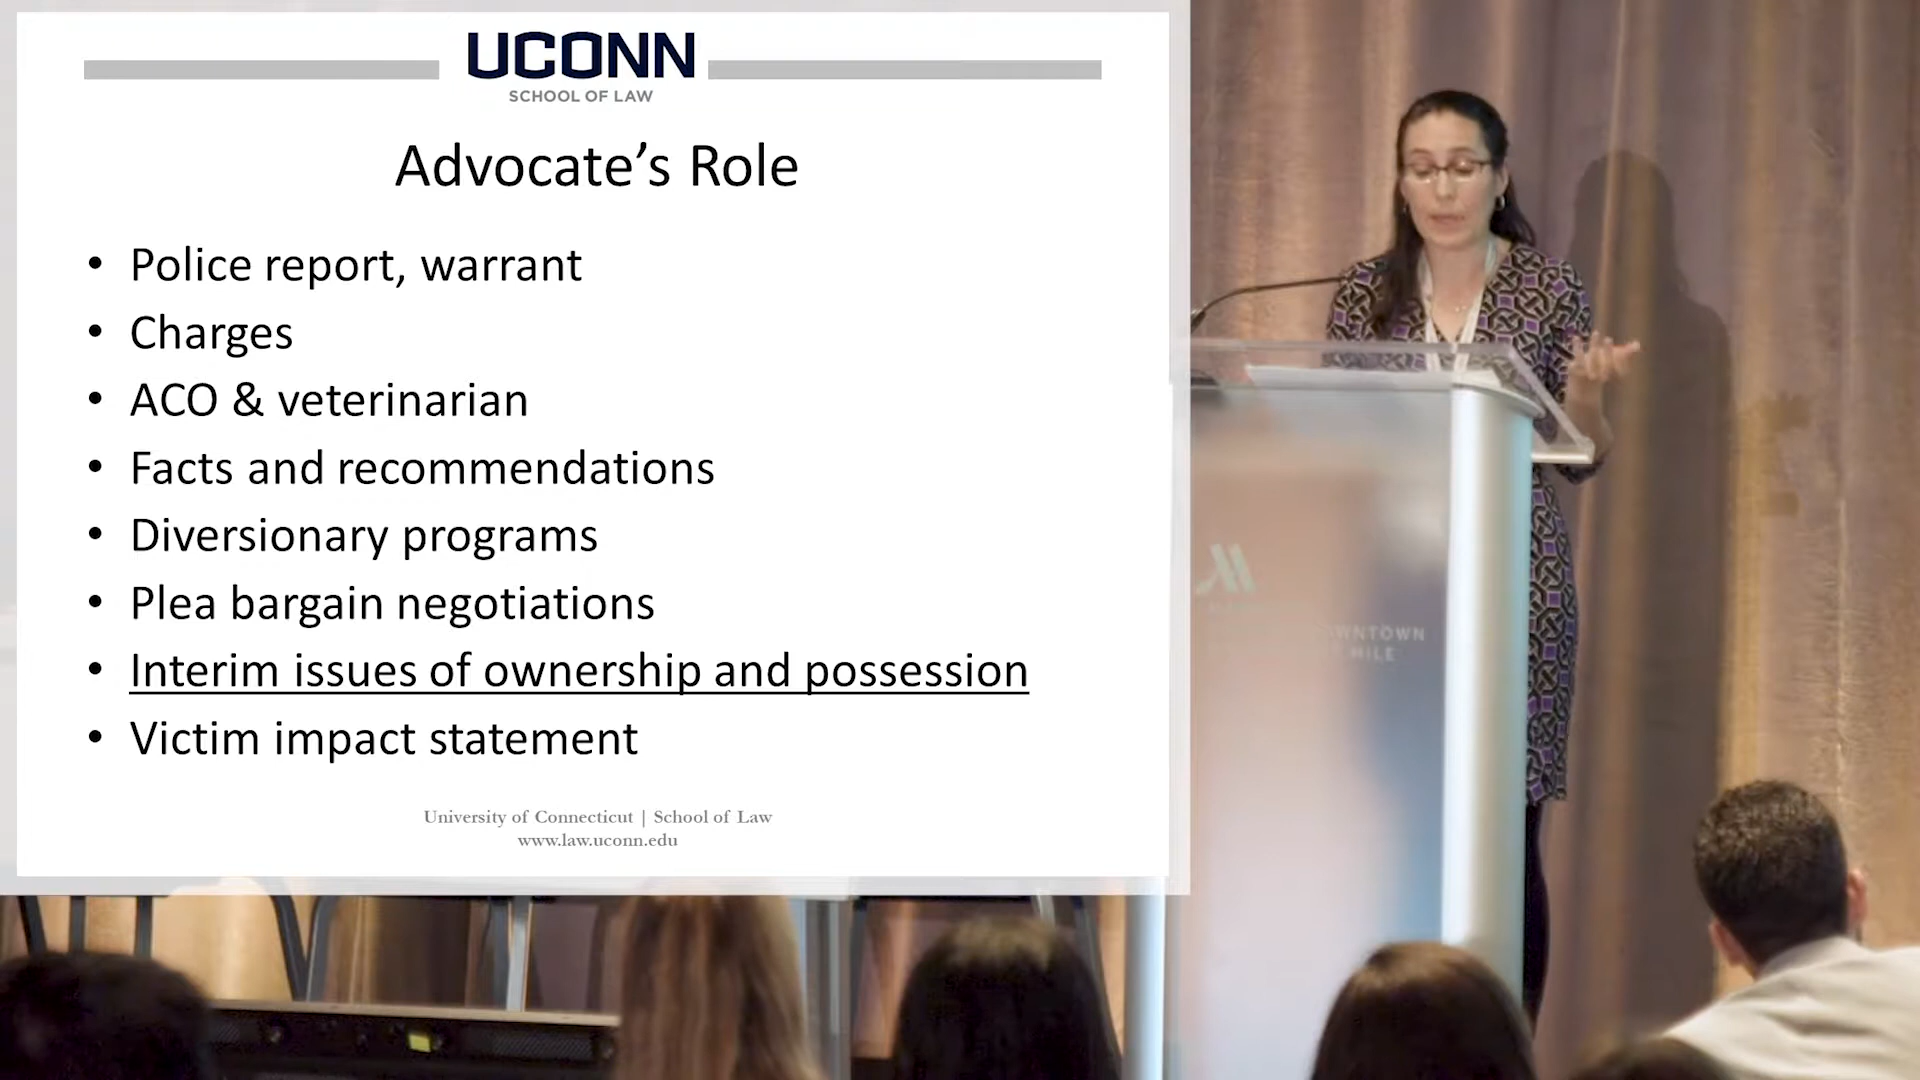 UCONN
SCHOOL OF LAW
Advocate’s Role
• Police report, warrant
• Charges
• ACO & veterinarian
• Facts and recommendations
• Diversionary programs
• Plea bargain negotiations
• Interim issues of ownership and possession
• Victim impact statement
University of Connecticut | School of Law
www.law.uconn.edu
MILE